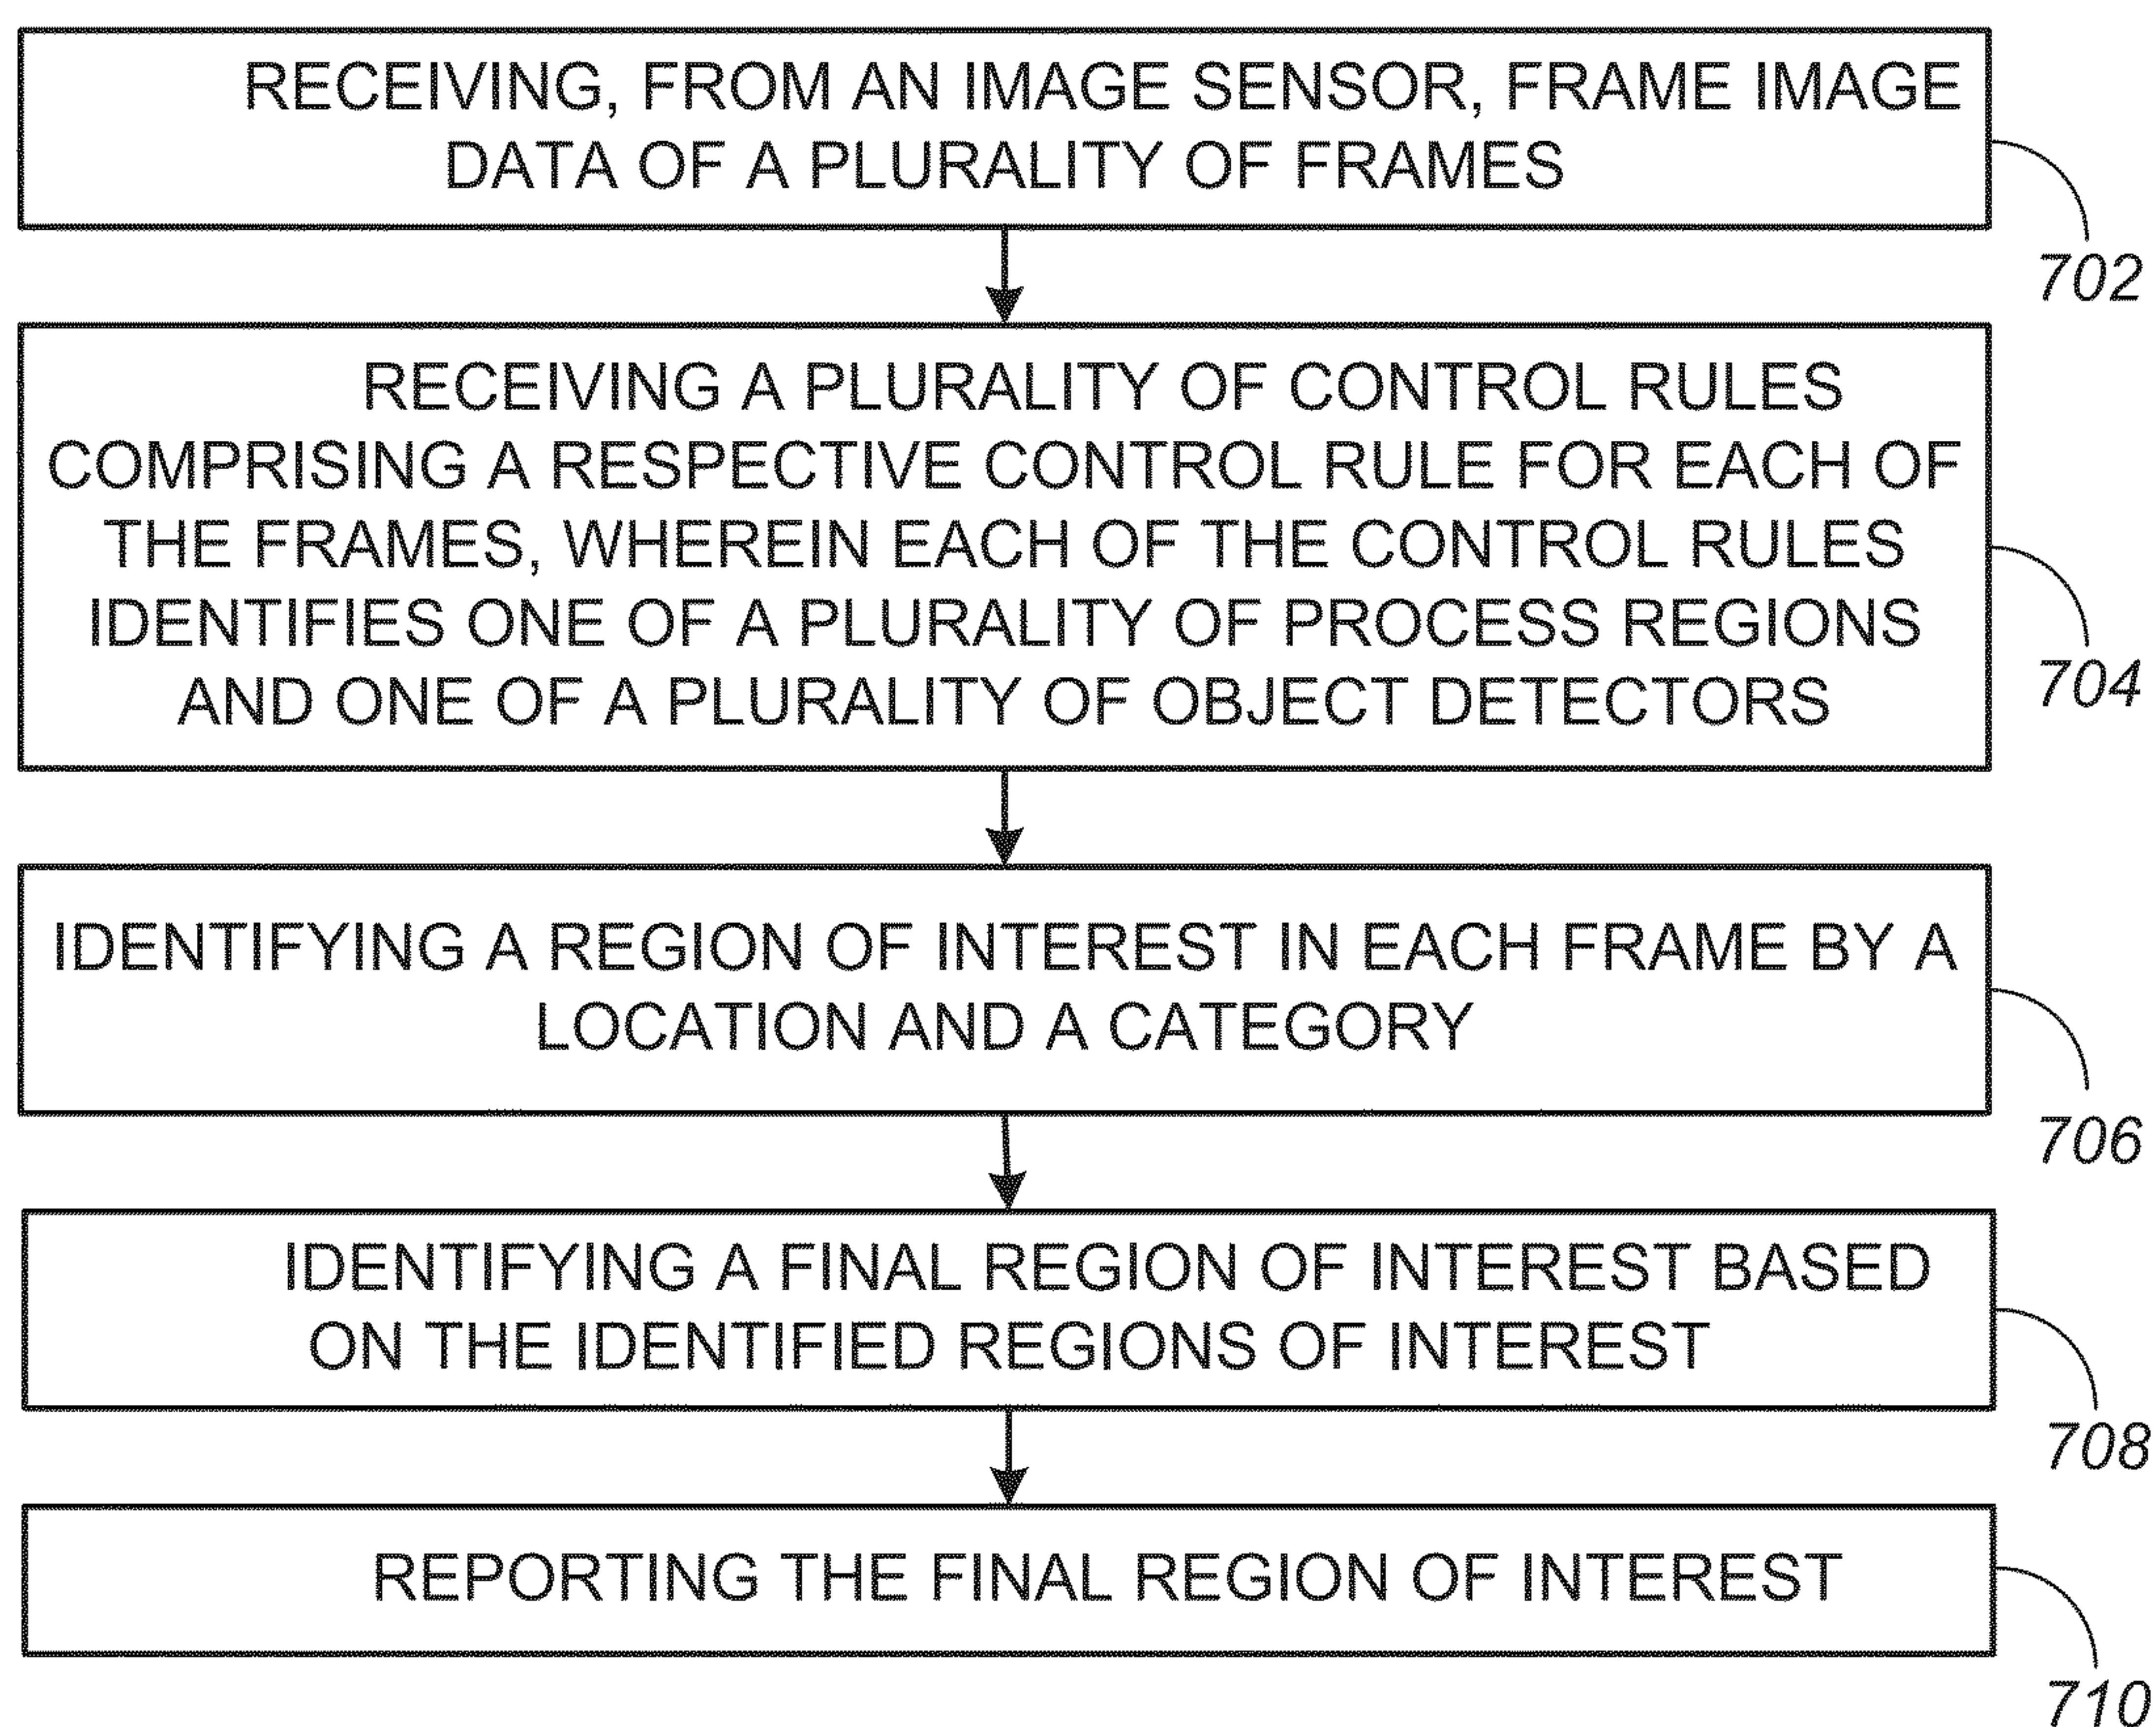 RECEIVING, FROM AN IMAGE SENSOR, FRAME IMAGE
DATA OF A PLURALITY OF FRAMES
702
RECEIVING A PLURALITY OF CONTROL RULES
COMPRISING A RESPECTIVE CONTROL RULE FOR EACH OF
THE FRAMES, WHEREIN EACH OF THE CONTROL RULES
IDENTIFIES ONE OF A PLURALITY OF PROCESS REGIONS
AND ONE OF A PLURALITY OF OBJECT DETECTORS
704
IDENTIFYING A REGION OF INTEREST IN EACH FRAME BY A
LOCATION AND A CATEGORY
706
IDENTIFYING A FINAL REGION OF INTEREST BASED
ON THE IDENTIFIED REGIONS OF INTEREST
708
REPORTING THE FINAL REGION OF INTEREST
710